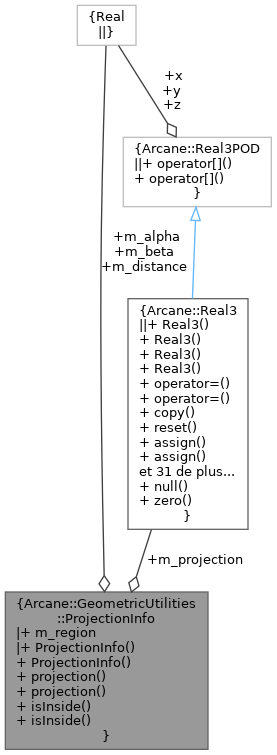 {Real
||}
+x
+y
+z
{Arcane::Real3POD
||+ operator[]()
+ operator[]()
}
+m_alpha
+m_beta
+m_distance
{Arcane::Real3
||+ Real3()
+ Real3()
+ Real3()
+ Real3()
+ operator=()
+ operator=()
+ copy()
+ reset()
+ assign()
+ assign()
et 31 de plus...
+ null()
+ zero()
}
+m_projection
{Arcane::GeometricUtilities
::ProjectionInfo
|+ m_region
|+ ProjectionInfo()
+ ProjectionInfo()
+ projection()
+ projection()
+ isInside()
+ isInside()
}